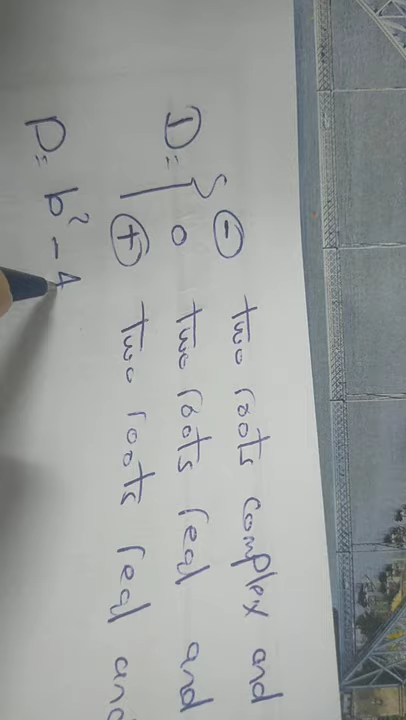 ⊖ two roots complex and
D = { 0 two roots real and
⊕ two roots real and
D = b² - 4